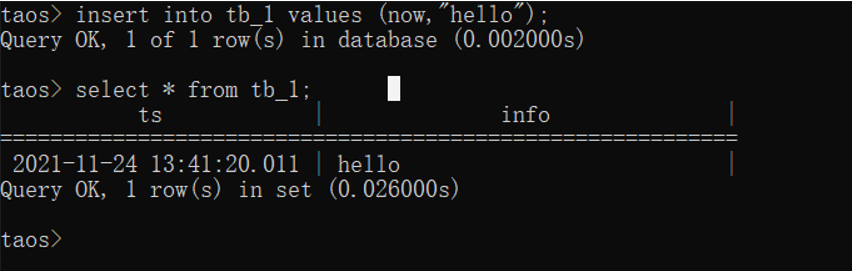 taos> insert into tb_1 values (now,"hello");
Query OK, 1 of 1 row(s) in database (0.002000s)
taos> select * from tb_1;
ts | info |
============================================================
2021-11-24 13:41:20.011 | hello |
Query OK, 1 row(s) in set (0.026000s)
taos>